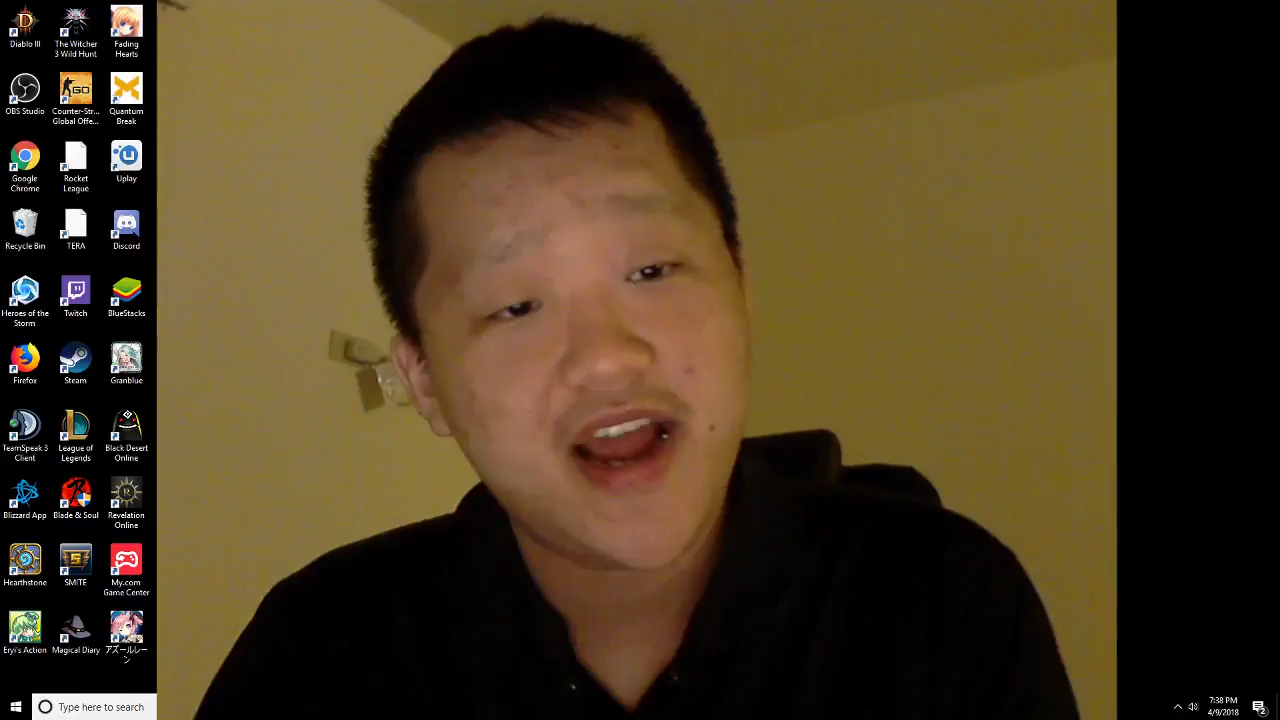 Diablo III
The Witcher
3 Wild Hunt
Fading
Hearts
OBS Studio
Counter-Str...
Global Offe...
Quantum
Break
Google
Chrome
Rocket
League
Uplay
Recycle Bin
TERA
Discord
Heroes of the
Storm
Twitch
BlueStacks
Firefox
Steam
Granblue
TeamSpeak 3
Client
League of
Legends
Black Desert
Online
Blizzard App
Blade & Soul
Revelation
Online
Hearthstone
SMITE
My.com
Game Center
Eryi's Action
Magical Diary
アズールレー
ン
Type here to search
7:38 PM
4/9/2018
2
GO